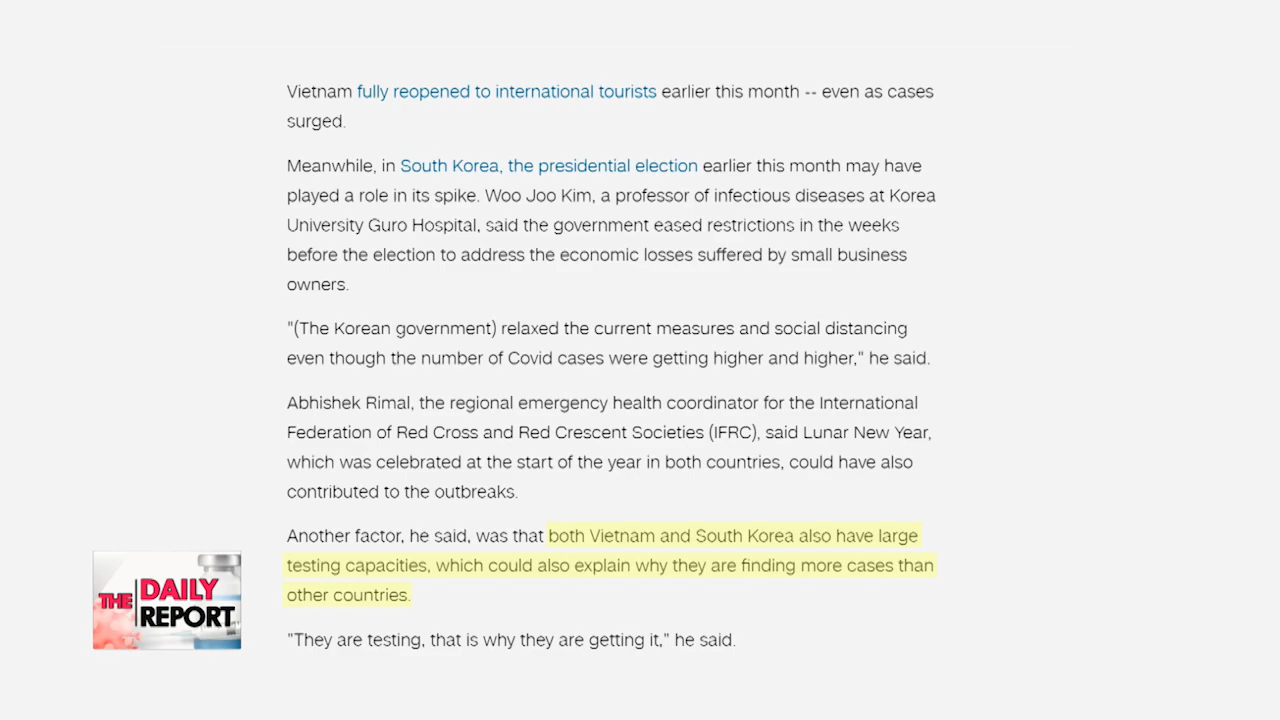 Vietnam fully reopened to international tourists earlier this month -- even as cases
surged.
Meanwhile, in South Korea, the presidential election earlier this month may have
played a role in its spike. Woo Joo Kim, a professor of infectious diseases at Korea
University Guro Hospital, said the government eased restrictions in the weeks
before the election to address the economic losses suffered by small business
owners.
"(The Korean government) relaxed the current measures and social distancing
even though the number of Covid cases were getting higher and higher," he said.
Abhishek Rimal, the regional emergency health coordinator for the International
Federation of Red Cross and Red Crescent Societies (IFRC), said Lunar New Year,
which was celebrated at the start of the year in both countries, could have also
contributed to the outbreaks.
Another factor, he said, was that both Vietnam and South Korea also have large
testing capacities, which could also explain why they are finding more cases than
other countries.
"They are testing, that is why they are getting it," he said.
THE DAILY
REPORT